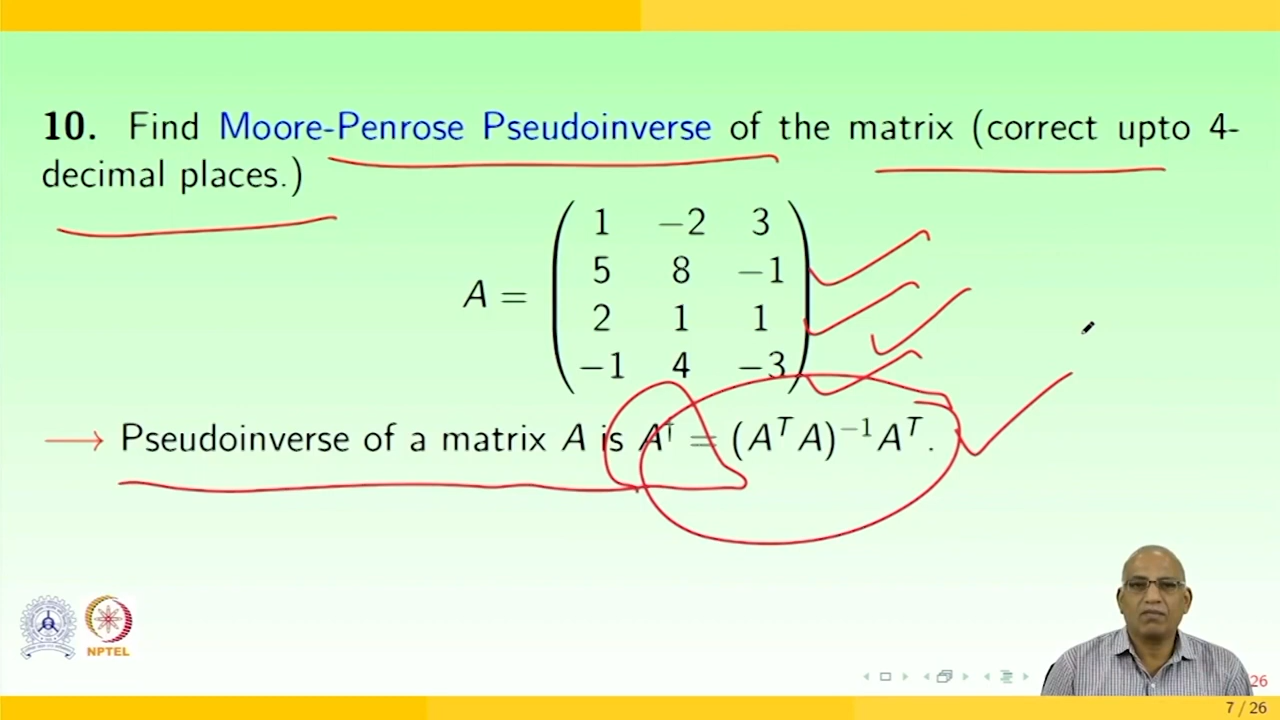 10. Find Moore-Penrose Pseudoinverse of the matrix (correct upto 4-
decimal places.)
A = ( 1 −2 3
5 8 −1
2 1 1
−1 4 −3 )
→ Pseudoinverse of a matrix A is A† = (AᵀA)⁻¹Aᵀ.
NPTEL
26
7 / 26